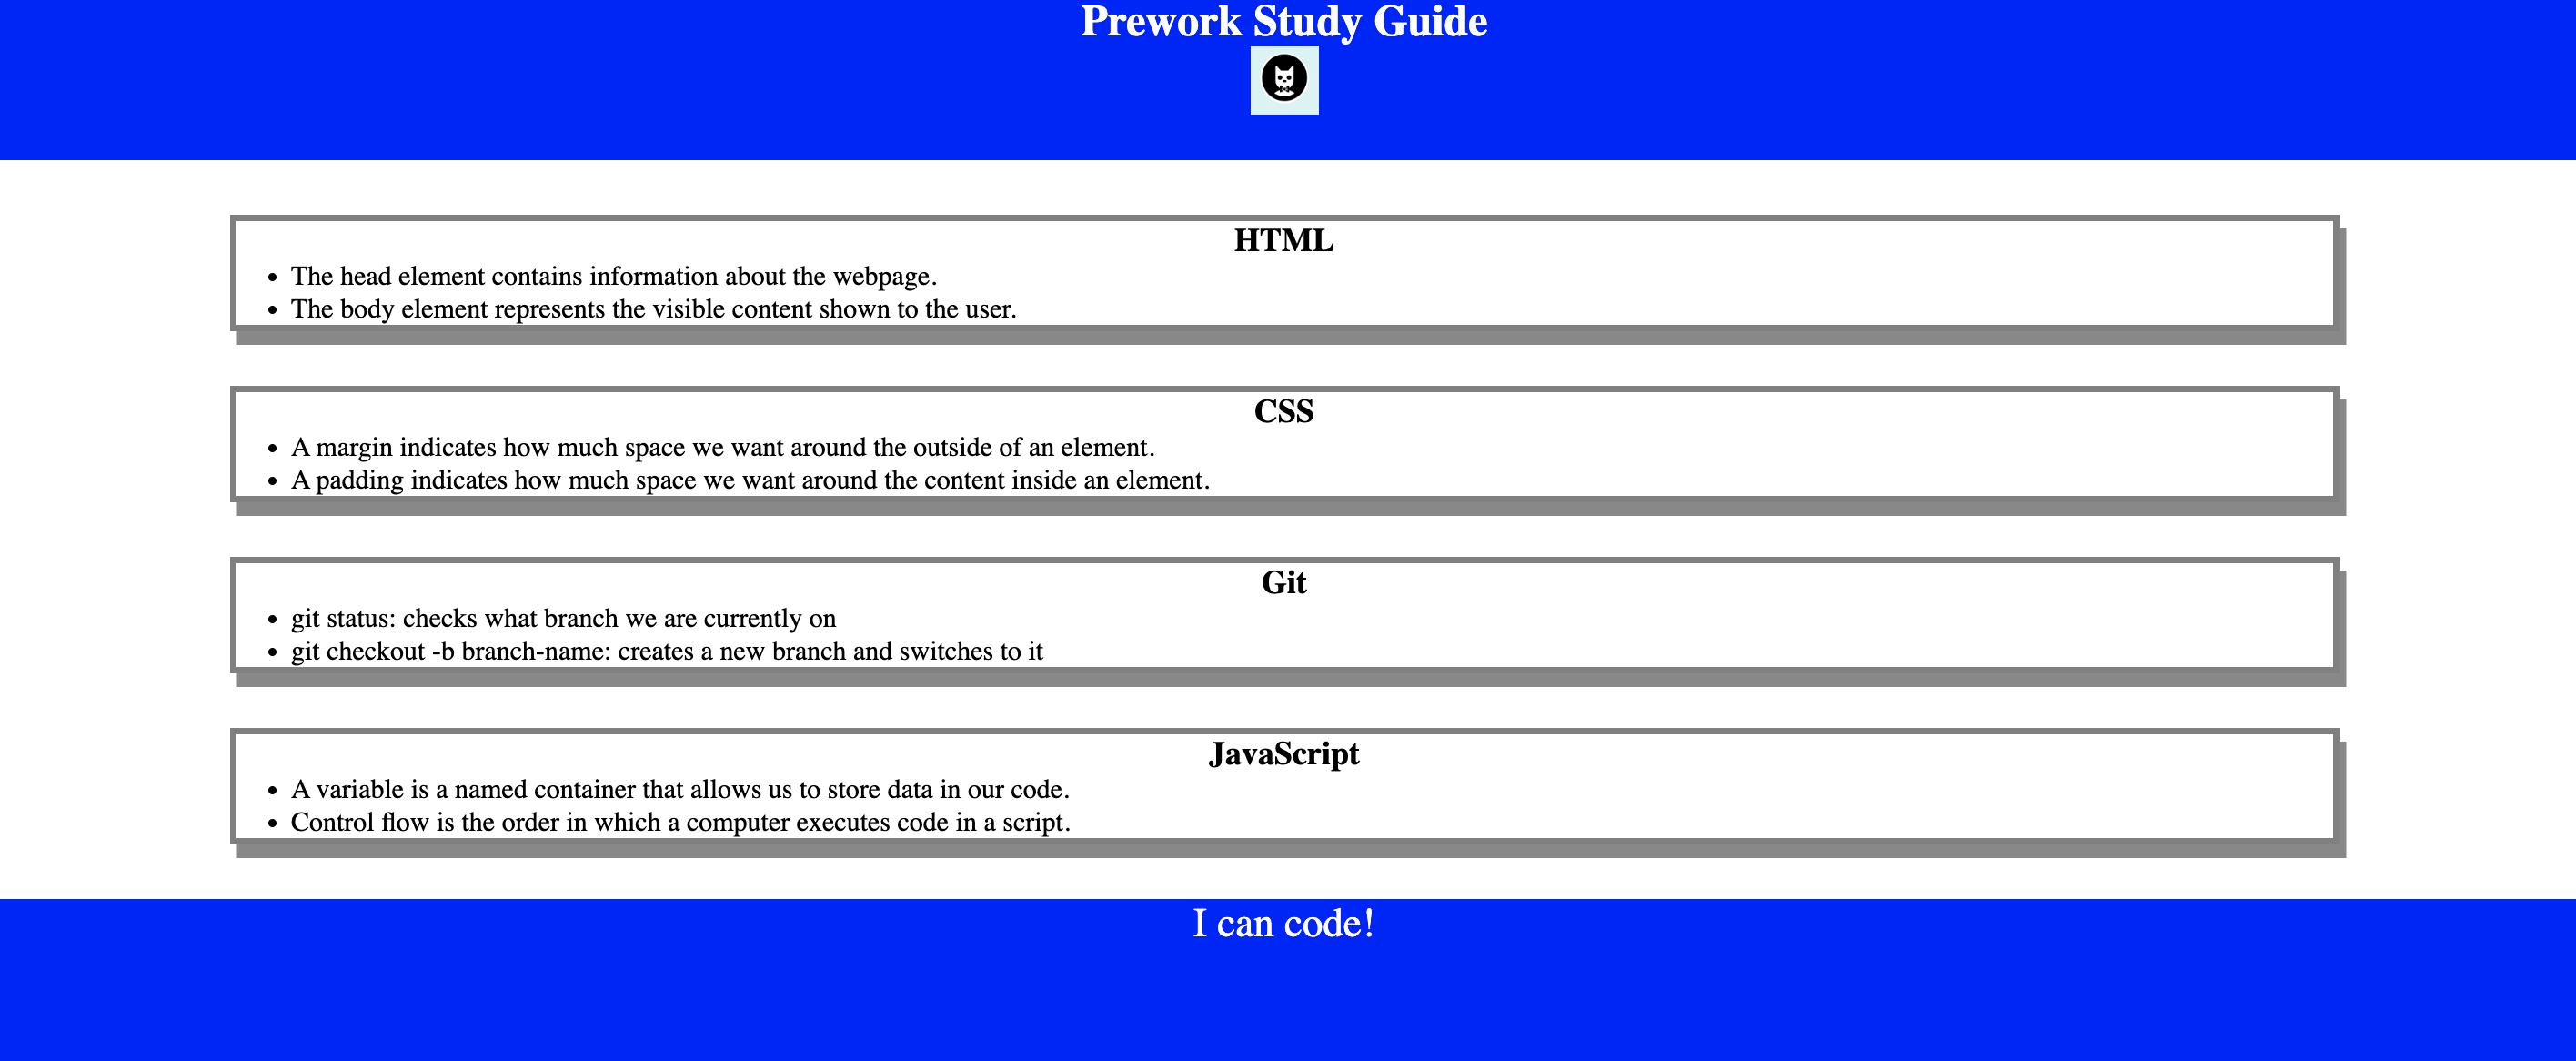 Prework Study Guide
HTML
• The head element contains information about the webpage.
• The body element represents the visible content shown to the user.
CSS
• A margin indicates how much space we want around the outside of an element.
• A padding indicates how much space we want around the content inside an element.
Git
• git status: checks what branch we are currently on
• git checkout -b branch-name: creates a new branch and switches to it
JavaScript
• A variable is a named container that allows us to store data in our code.
• Control flow is the order in which a computer executes code in a script.
I can code!